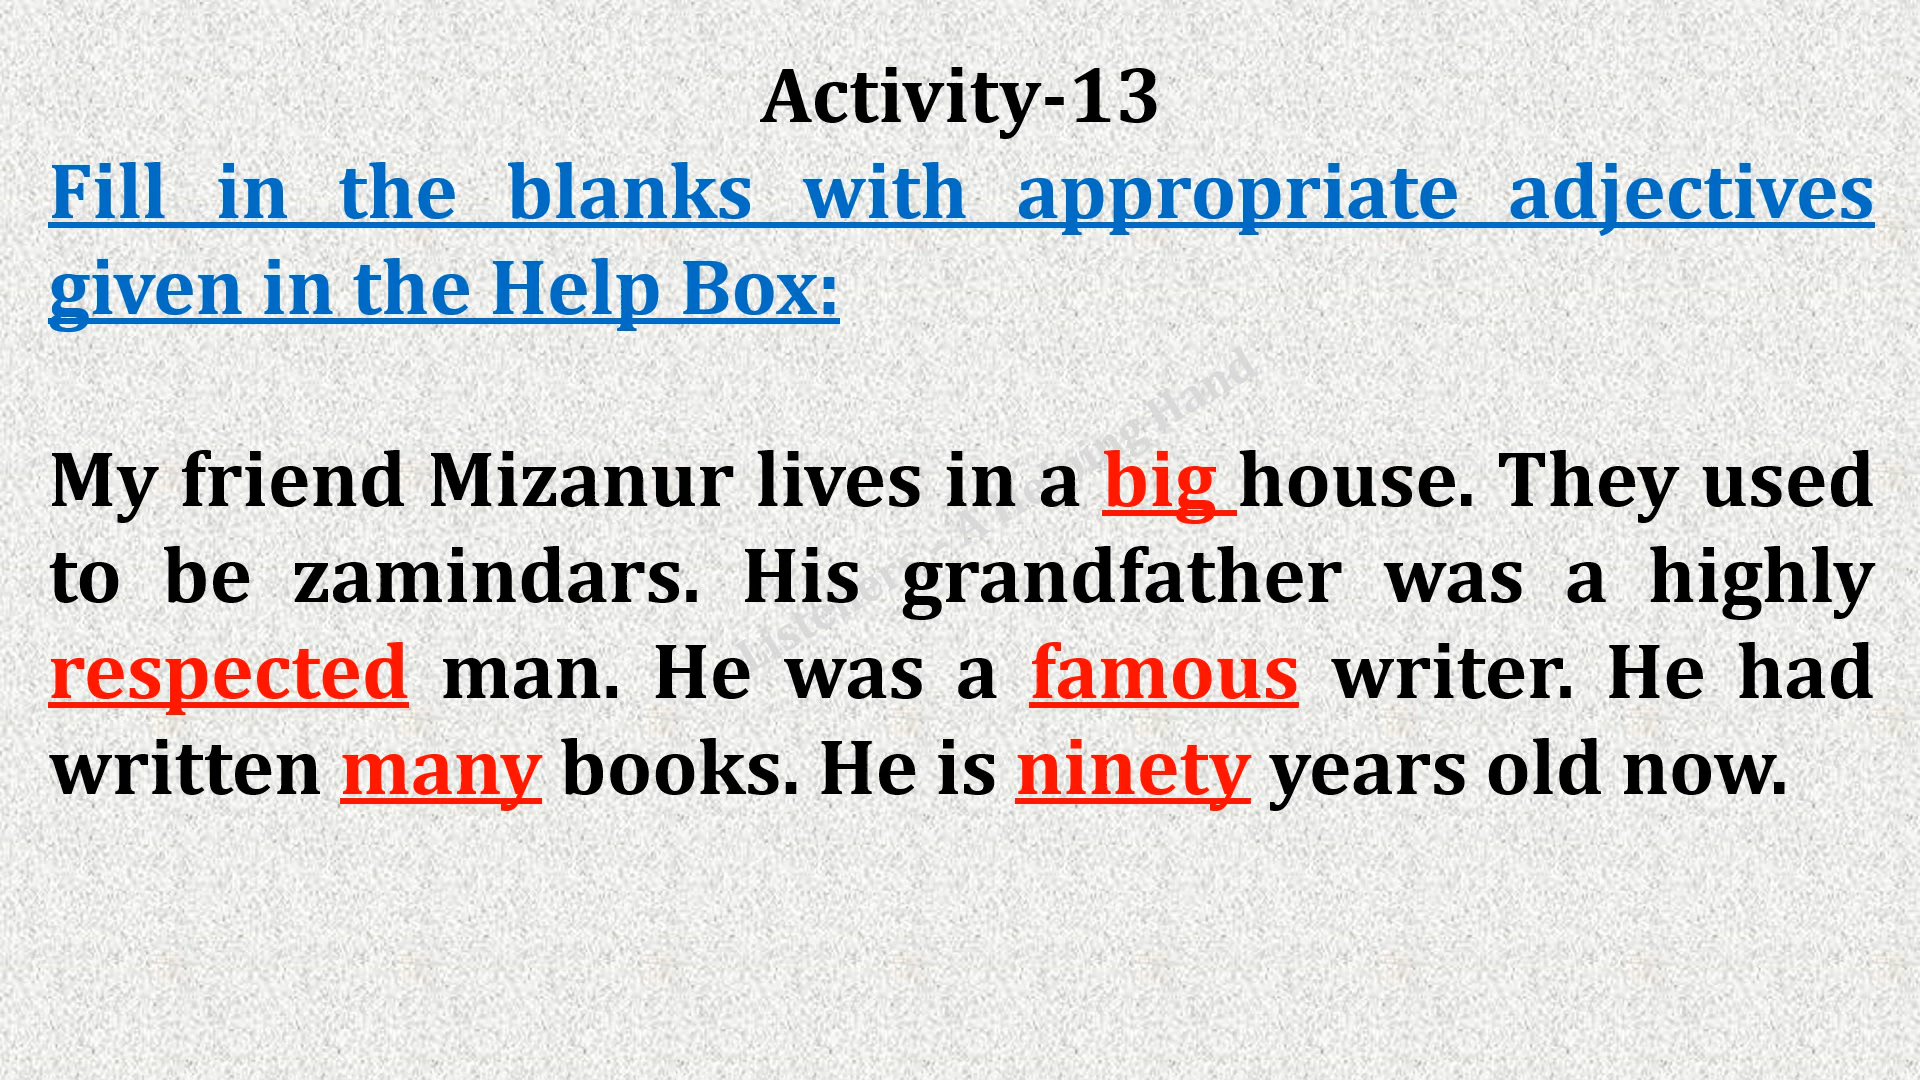 Activity-13
Fill in the blanks with appropriate adjectives
given in the Help Box:
My friend Mizanur lives in a big house. They used
to be zamindars. His grandfather was a highly
respected man. He was a famous writer. He had
written many books. He is ninety years old now.
Hand